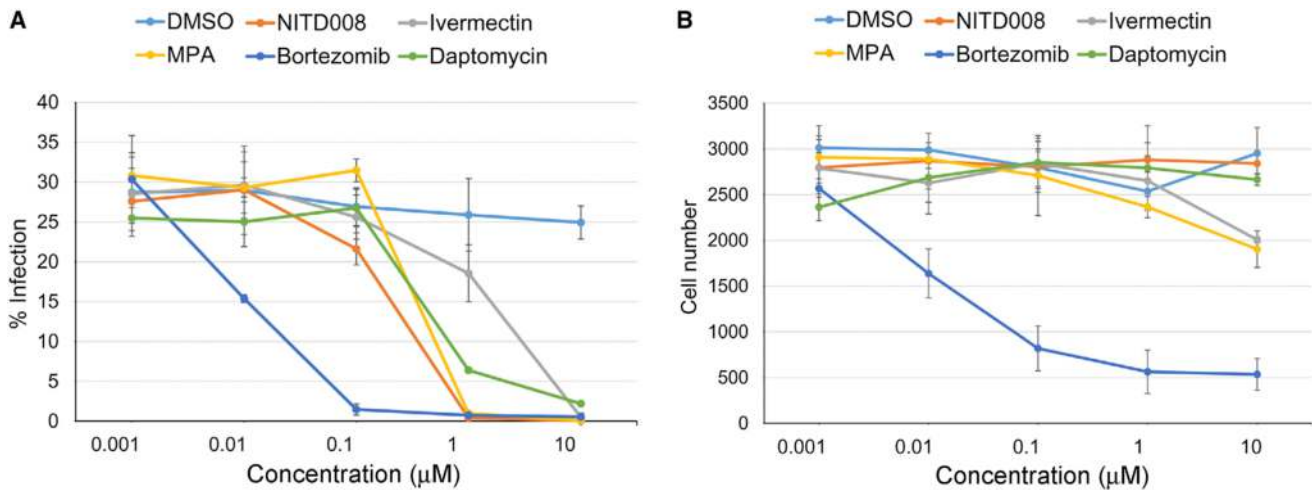 A
DMSO NITD008 Ivermectin
MPA Bortezomib Daptomycin
% Infection
40
35
30
25
20
15
10
5
0
0.001 0.01 0.1 1 10
Concentration (μM)
B
DMSO NITD008 Ivermectin
MPA Bortezomib Daptomycin
Cell number
3500
3000
2500
2000
1500
1000
500
0
0.001 0.01 0.1 1 10
Concentration (μM)